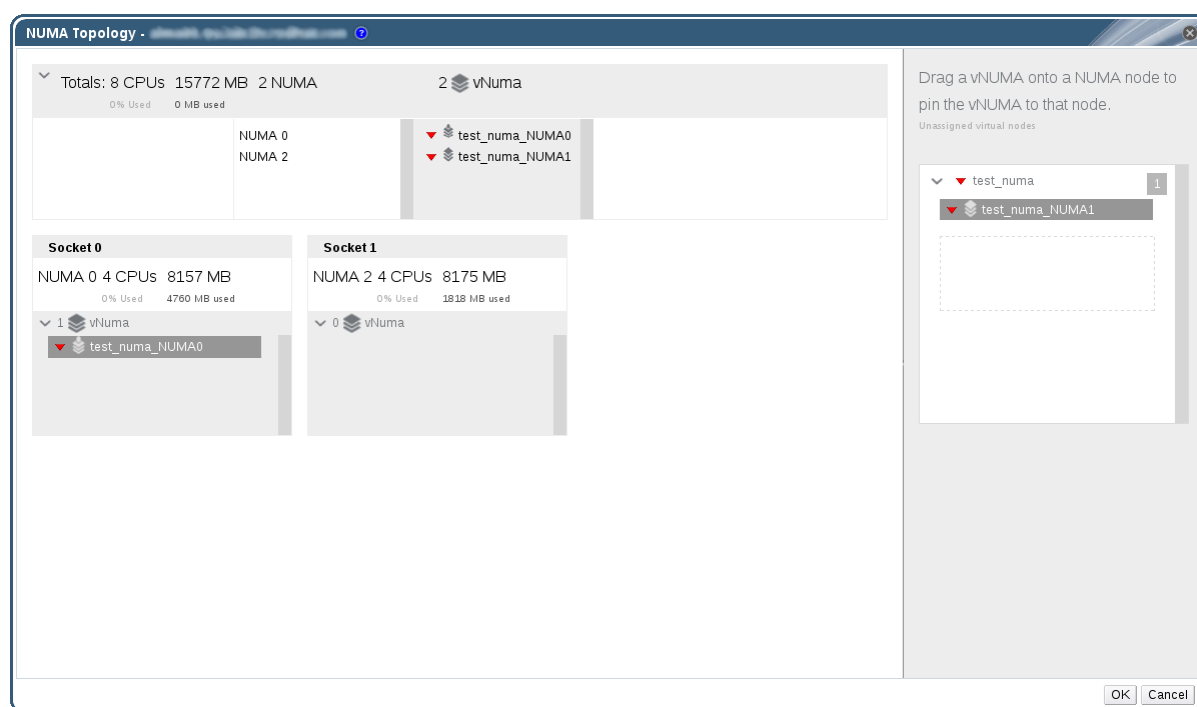 NUMA Topology -
Totals: 8 CPUs 15772 MB 2 NUMA 2 vNuma
0% Used 0 MB used
NUMA 0 test_numa_NUMA0
NUMA 2 test_numa_NUMA1
Socket 0
NUMA 0 4 CPUs 8157 MB
0% Used 4760 MB used
1 vNuma
test_numa_NUMA0
Socket 1
NUMA 2 4 CPUs 8175 MB
0% Used 1818 MB used
0 vNuma
Drag a vNUMA onto a NUMA node to
pin the vNUMA to that node.
Unassigned virtual nodes
test_numa 1
test_numa_NUMA1
OK Cancel